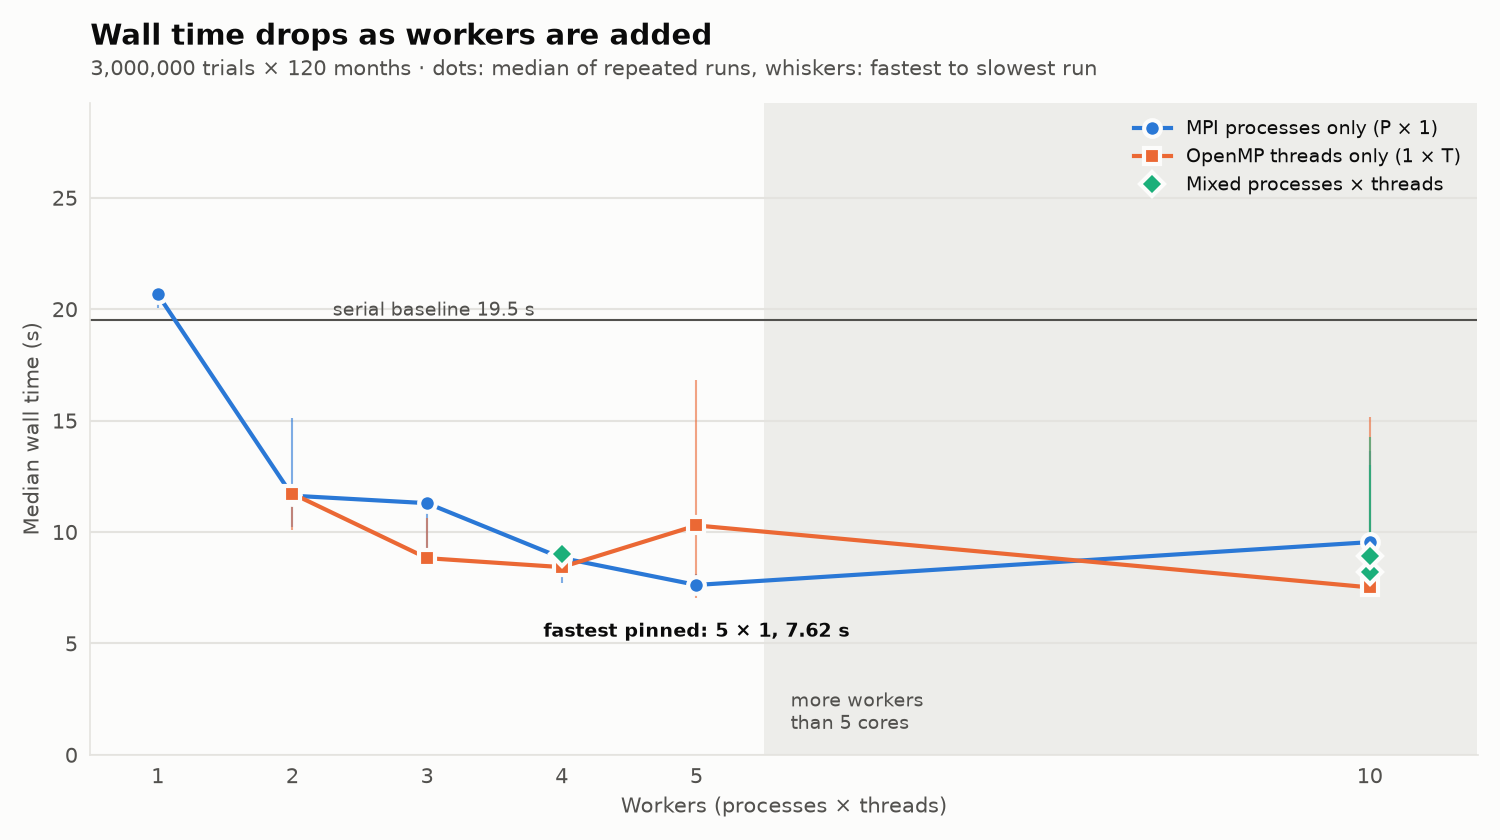 Wall time drops as workers are added
3,000,000 trials × 120 months · dots: median of repeated runs, whiskers: fastest to slowest run
MPI processes only (P × 1)
OpenMP threads only (1 × T)
Mixed processes × threads
25
20
15
10
5
0
Median wall time (s)
serial baseline 19.5 s
fastest pinned: 5 × 1, 7.62 s
more workers
than 5 cores
1 2 3 4 5 10
Workers (processes × threads)